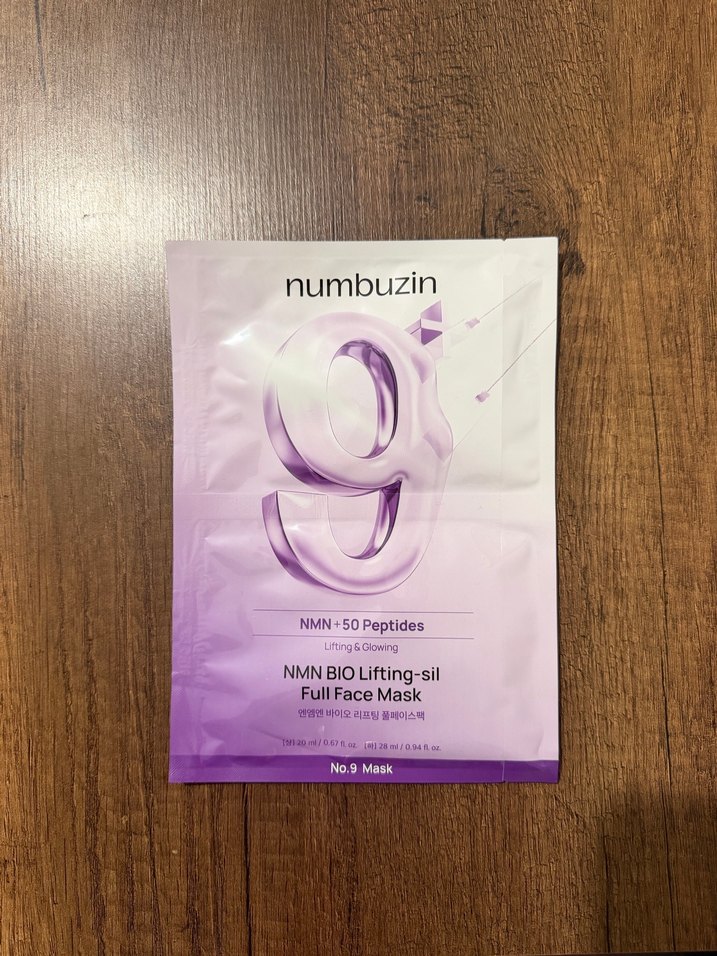 numbuzin
NMN+50 Peptides
Lifting & Glowing
NMN BIO Lifting-sil
Full Face Mask
엔엠엔 바이오 리프팅 풀페이스팩
[상] 20 ml / 0.67 fl. oz. [하] 28 ml / 0.94 fl. oz.
No.9 Mask